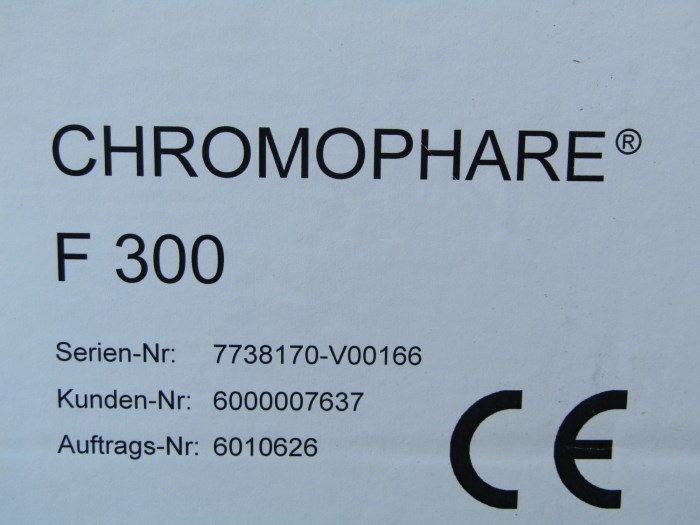 CHROMOPHARE®
F 300
Serien-Nr: 7738170-V00166
Kunden-Nr: 6000007637
Auftrags-Nr: 6010626
CE